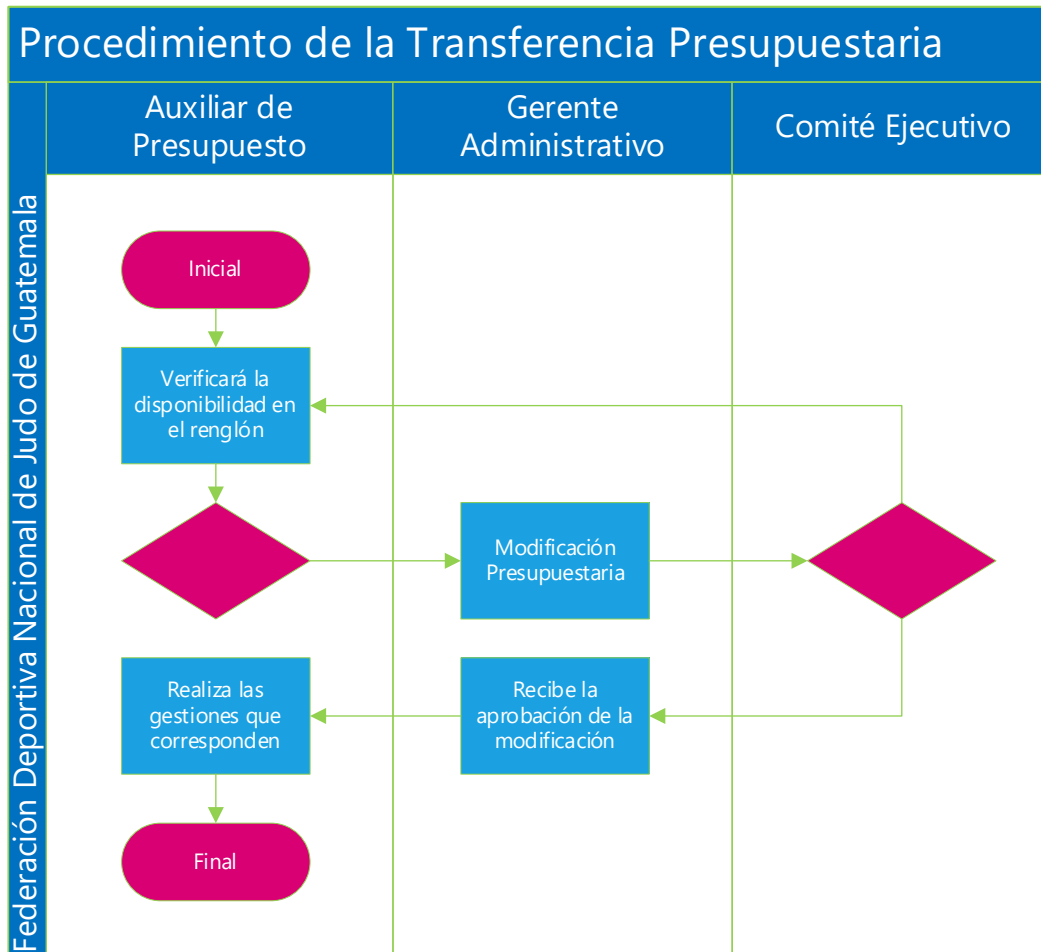 Procedimiento de la Transferencia Presupuestaria
Federación Deportiva Nacional de Judo de Guatemala
Auxiliar de
Presupuesto
Gerente
Administrativo
Comité Ejecutivo
Inicial
Verificará la
disponibilidad en
el renglón
Modificación
Presupuestaria
Realiza las
gestiones que
corresponden
Recibe la
aprobación de la
modificación
Final